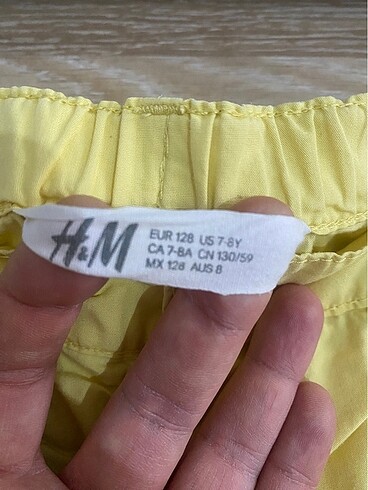 H&M
EUR 128 US 7-8Y
CA 7-8A CN 130/59
MX 128 AUS 8